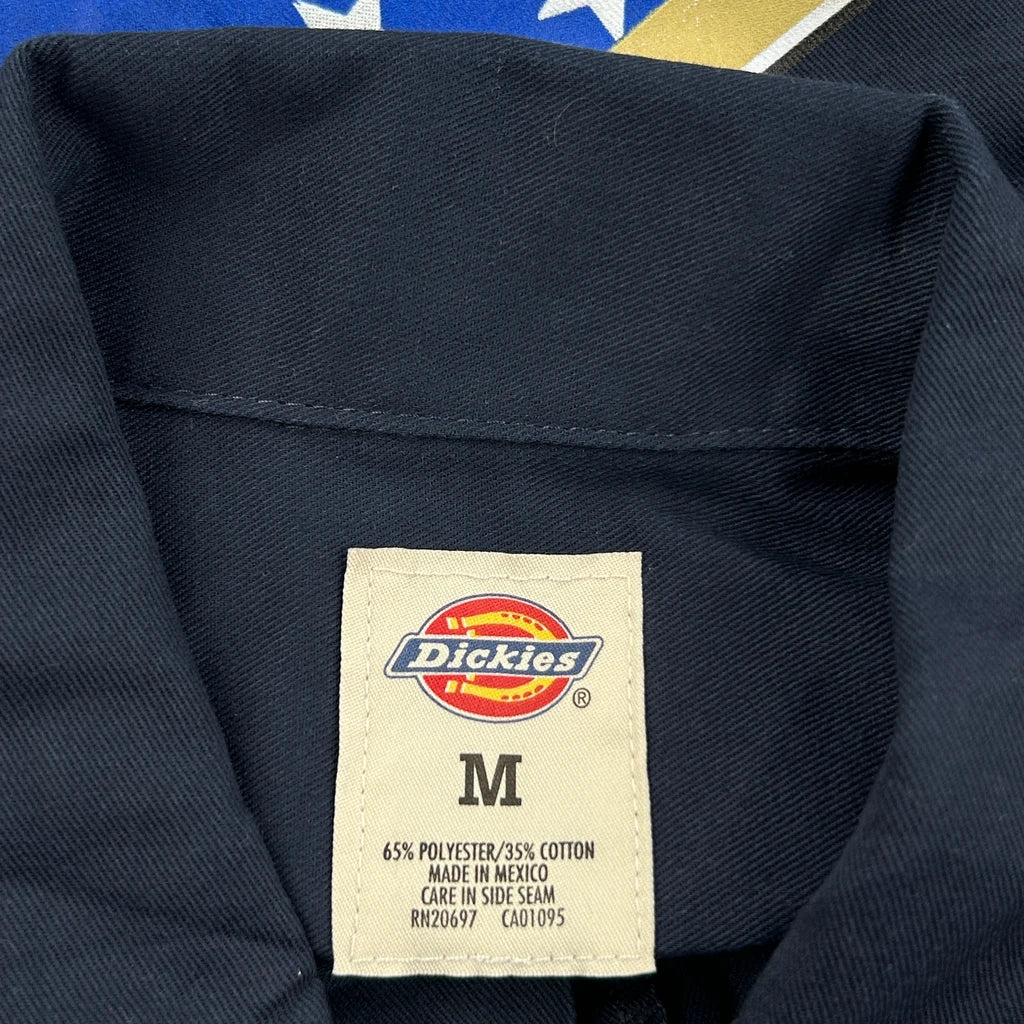 Dickies
®
M
65% POLYESTER/35% COTTON
MADE IN MEXICO
CARE IN SIDE SEAM
RN20697 CA01095